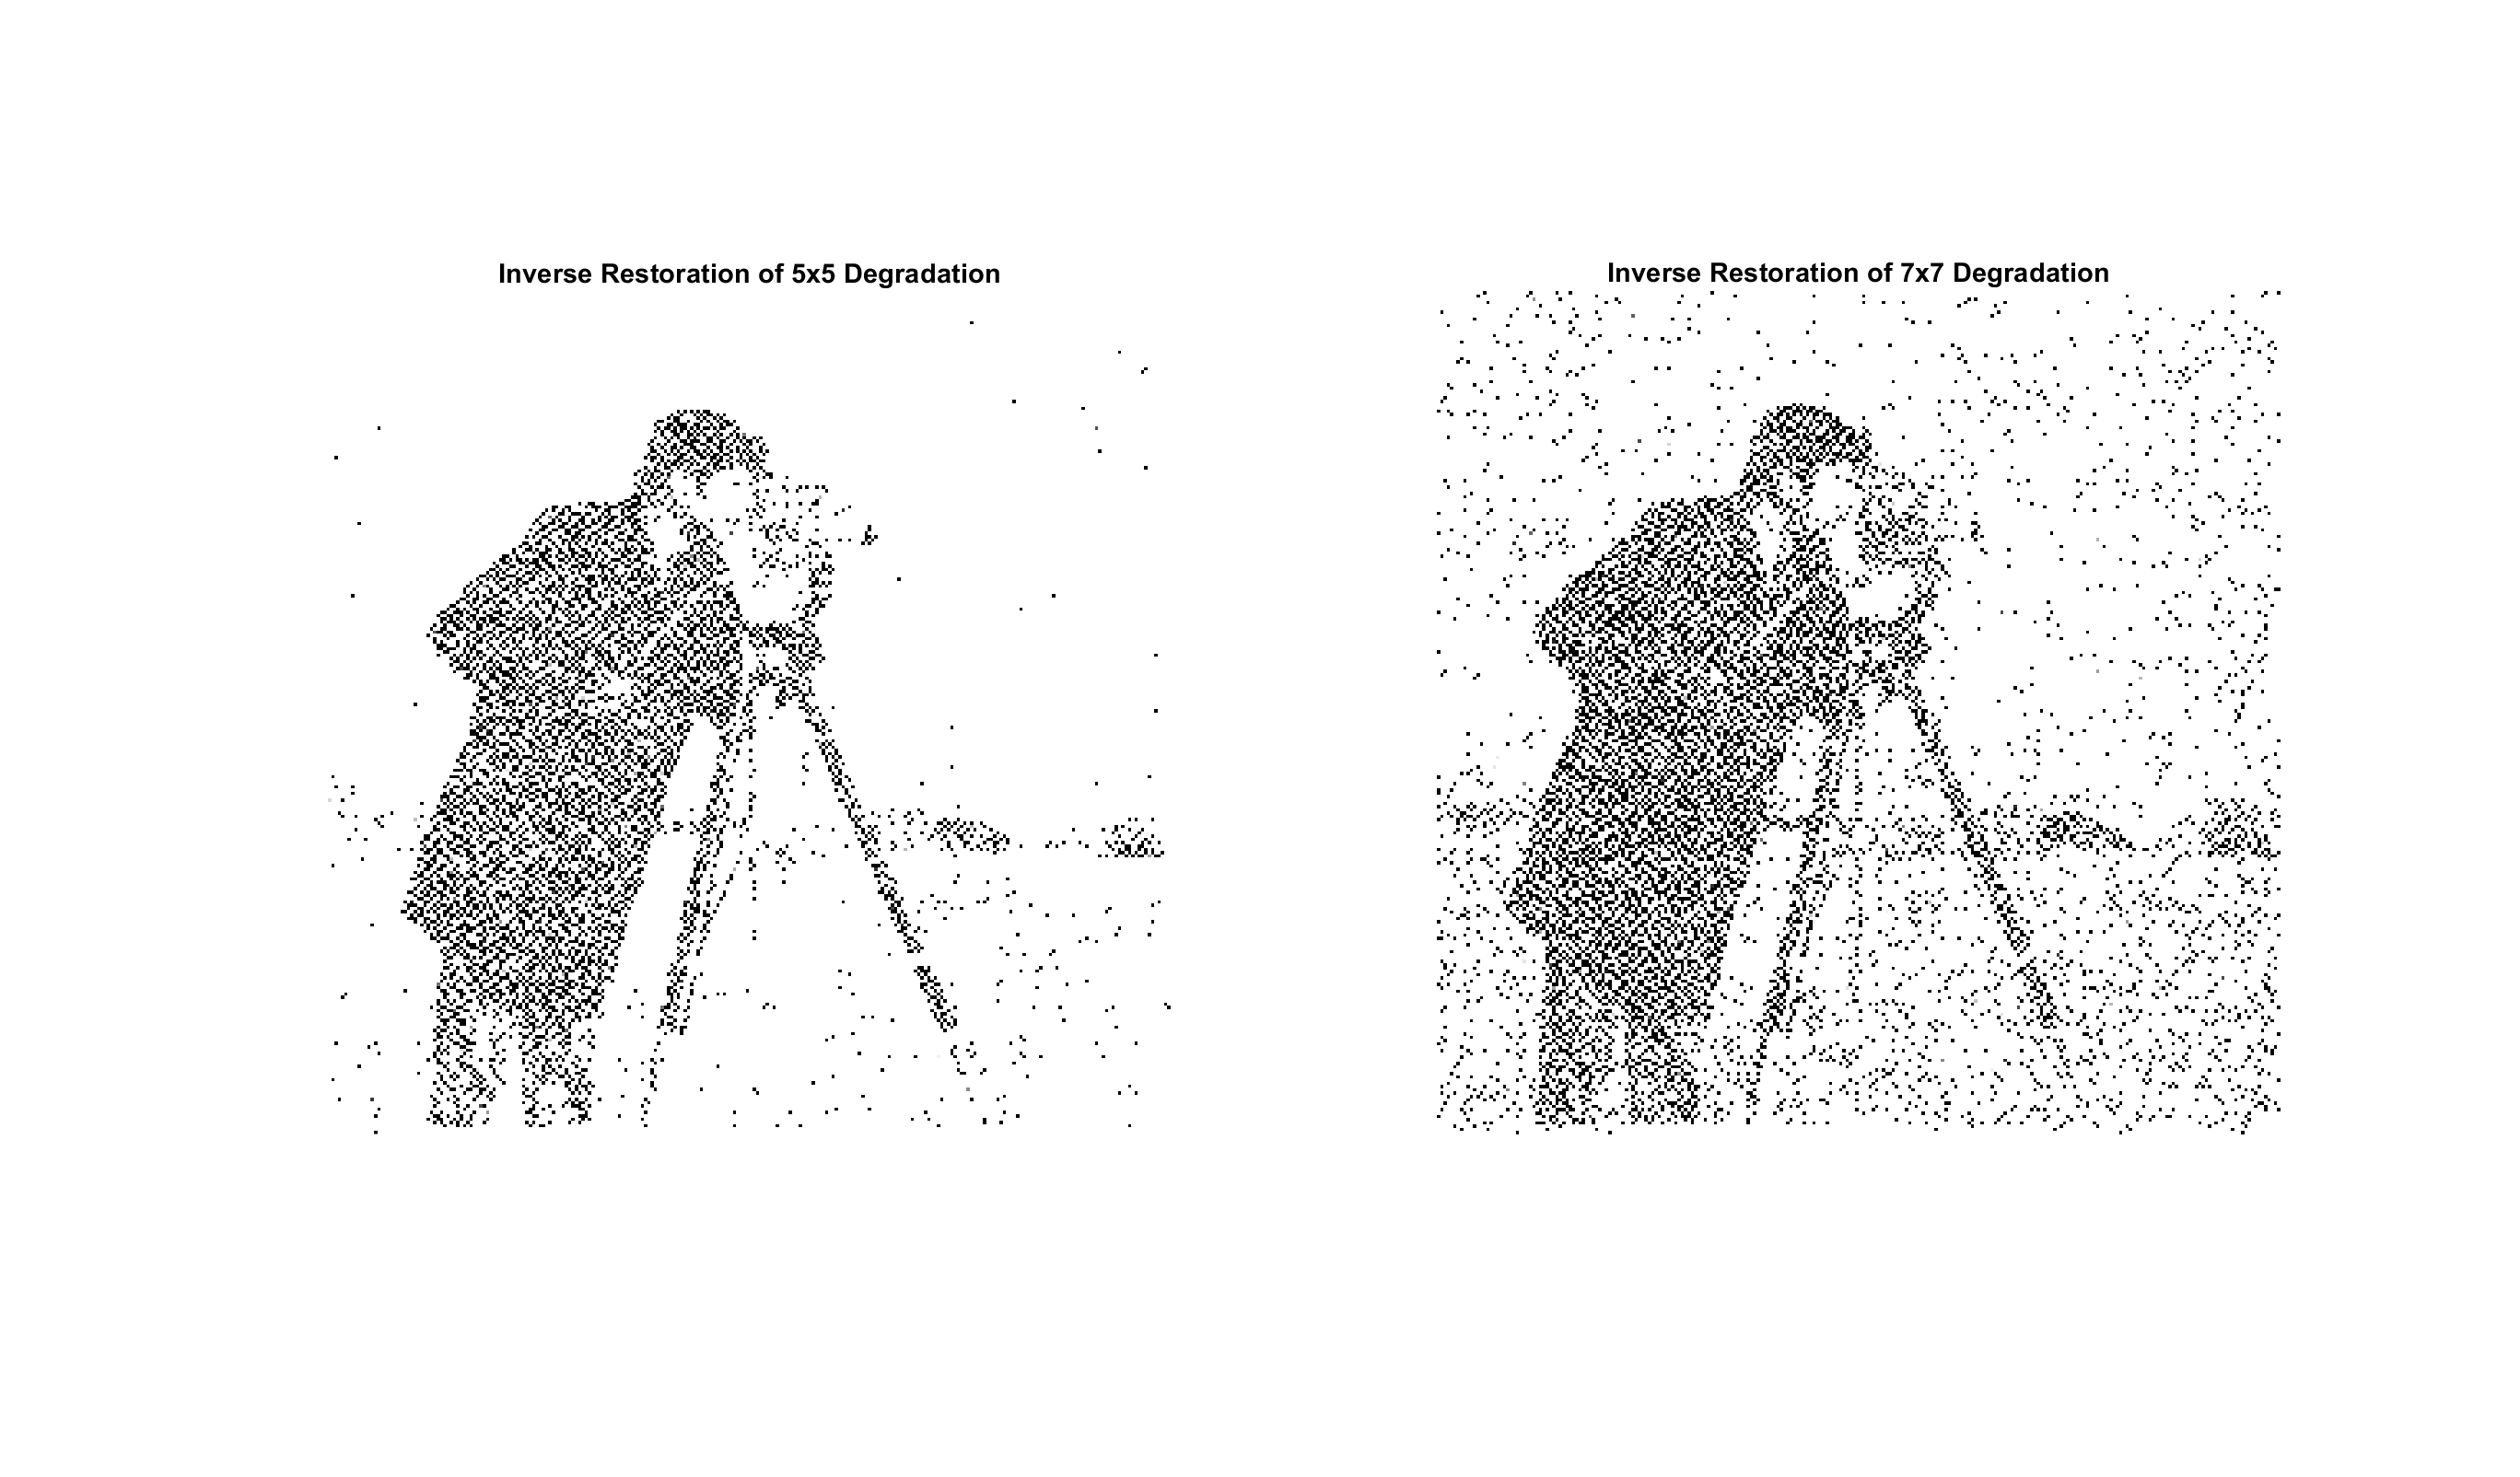 Inverse Restoration of 5x5 Degradation
Inverse Restoration of 7x7 Degradation